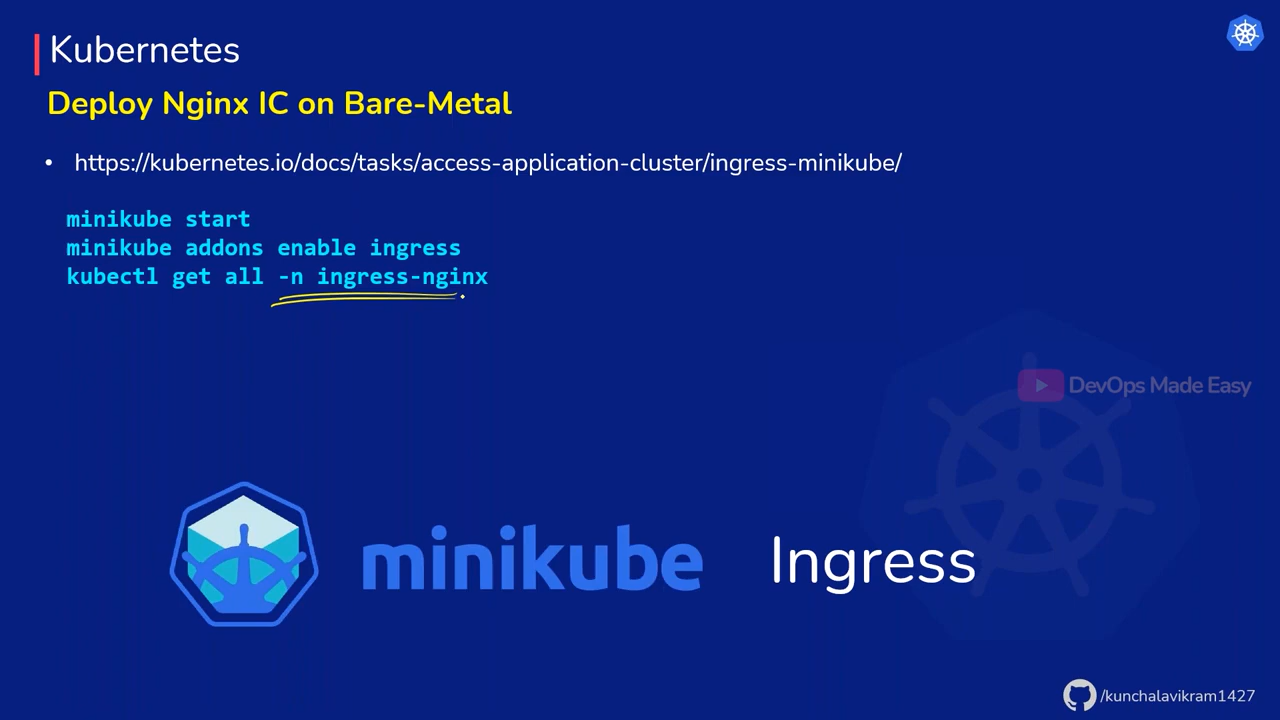 Kubernetes
Deploy Nginx IC on Bare-Metal
• https://kubernetes.io/docs/tasks/access-application-cluster/ingress-minikube/
minikube start
minikube addons enable ingress
kubectl get all -n ingress-nginx
DevOps Made Easy
minikube Ingress
/kunchalavikram1427